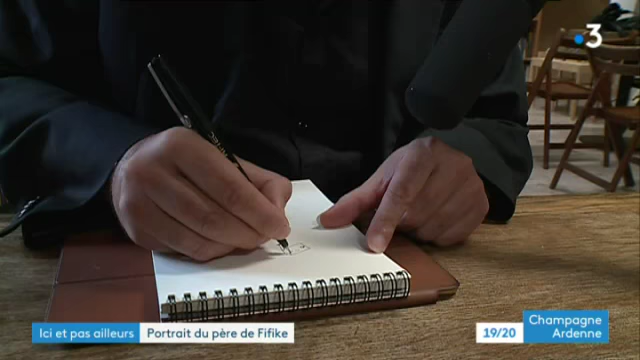 3
Ici et pas ailleurs
Portrait du père de Fifike
19/20
Champagne
Ardenne